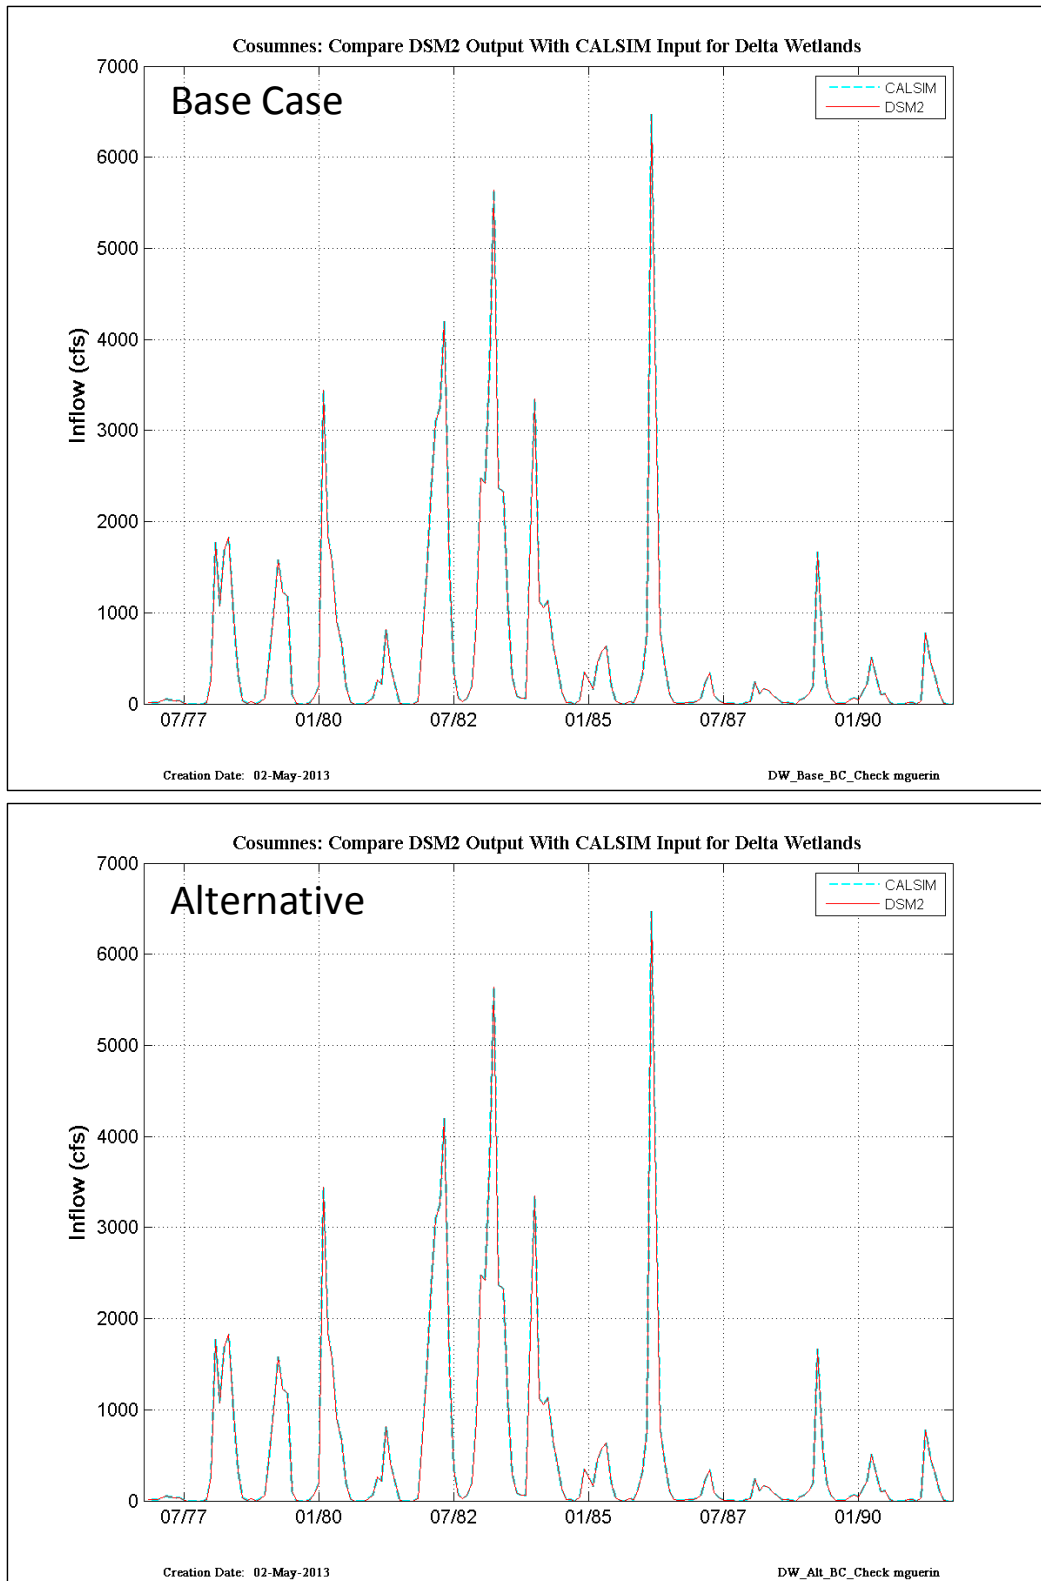 Cosumnes: Compare DSM2 Output With CALSIM Input for Delta Wetlands
Base Case
CALSIM
DSM2
7000
6000
5000
4000
3000
2000
1000
0
Inflow (cfs)
07/77 01/80 07/82 01/85 07/87 01/90
Creation Date: 02-May-2013 DW_Base_BC_Check mguerin
Cosumnes: Compare DSM2 Output With CALSIM Input for Delta Wetlands
Alternative
CALSIM
DSM2
7000
6000
5000
4000
3000
2000
1000
0
Inflow (cfs)
07/77 01/80 07/82 01/85 07/87 01/90
Creation Date: 02-May-2013 DW_Alt_BC_Check mguerin